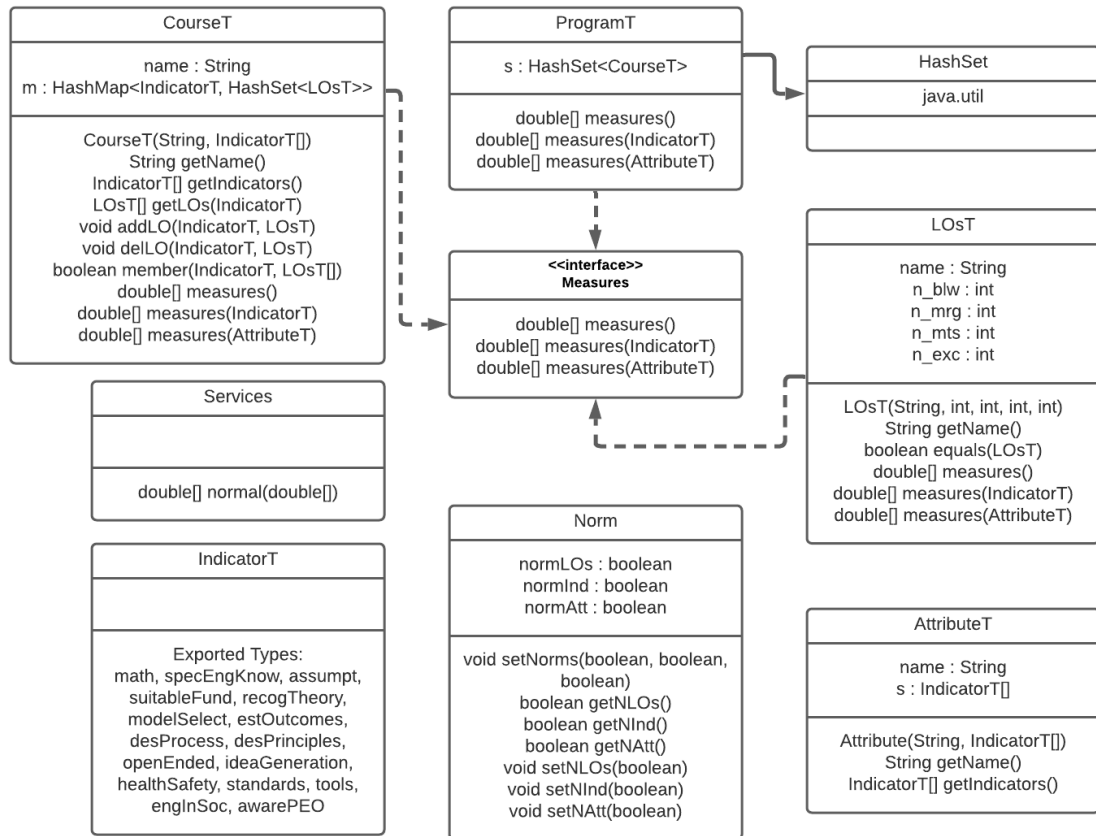 CourseT
name : String
m : HashMap<IndicatorT, HashSet<LOsT>>
CourseT(String, IndicatorT[])
String getName()
IndicatorT[] getIndicators()
LOsT[] getLOs(IndicatorT)
void addLO(IndicatorT, LOsT)
void delLO(IndicatorT, LOsT)
boolean member(IndicatorT, LOsT[])
double[] measures()
double[] measures(IndicatorT)
double[] measures(AttributeT)
ProgramT
s : HashSet<CourseT>
double[] measures()
double[] measures(IndicatorT)
double[] measures(AttributeT)
HashSet
java.util
<<interface>>
Measures
double[] measures()
double[] measures(IndicatorT)
double[] measures(AttributeT)
LOsT
name : String
n_blw : int
n_mrg : int
n_mts : int
n_exc : int
LOsT(String, int, int, int, int)
String getName()
boolean equals(LOsT)
double[] measures()
double[] measures(IndicatorT)
double[] measures(AttributeT)
Services
double[] normal(double[])
IndicatorT
Exported Types:
math, specEngKnow, assumpt,
suitableFund, recogTheory,
modelSelect, estOutcomes,
desProcess, desPrinciples,
openEnded, ideaGeneration,
healthSafety, standards, tools,
engInSoc, awarePEO
Norm
normLOs : boolean
normInd : boolean
normAtt : boolean
void setNorms(boolean, boolean,
boolean)
boolean getNLOs()
boolean getNInd()
boolean getNAtt()
void setNLOs(boolean)
void setNInd(boolean)
void setNAtt(boolean)
AttributeT
name : String
s : IndicatorT[]
Attribute(String, IndicatorT[])
String getName()
IndicatorT[] getIndicators()